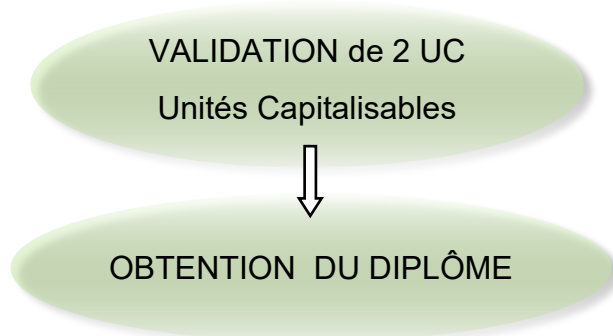 VALIDATION de 2 UC
Unités Capitalisables
OBTENTION DU DIPLÔME